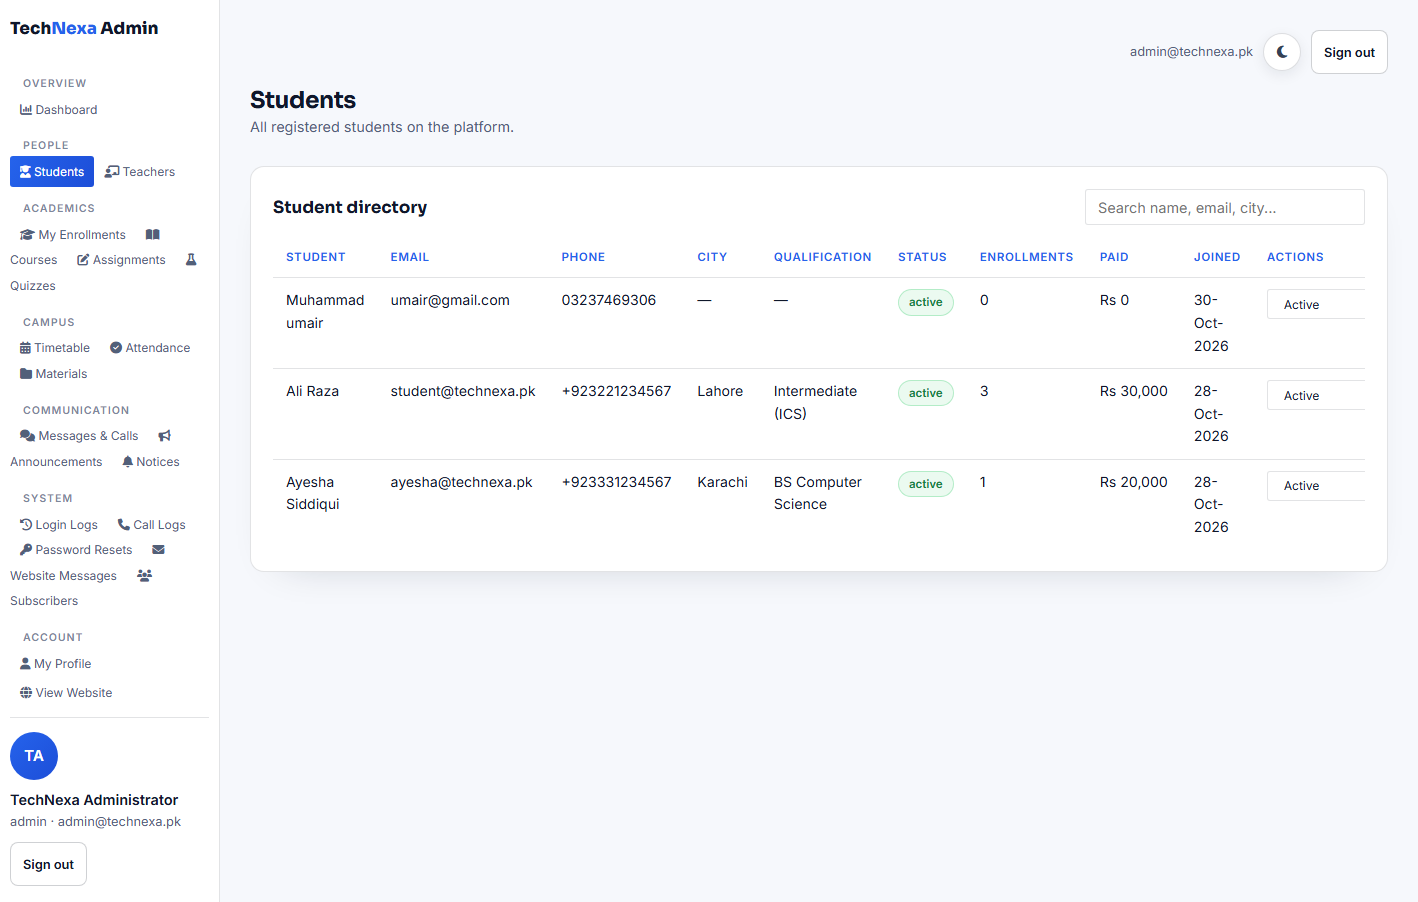 TechNexa Admin
OVERVIEW
Dashboard
PEOPLE
Students Teachers
ACADEMICS
My Enrollments
Courses Assignments
Quizzes
CAMPUS
Timetable Attendance
Materials
COMMUNICATION
Messages & Calls
Announcements Notices
SYSTEM
Login Logs Call Logs
Password Resets
Website Messages
Subscribers
ACCOUNT
My Profile
View Website
TA
TechNexa Administrator
admin · admin@technexa.pk
Sign out
admin@technexa.pk Sign out
Students
All registered students on the platform.
Student directory Search name, email, city...
STUDENT EMAIL PHONE CITY QUALIFICATION STATUS ENROLLMENTS PAID JOINED ACTIONS
Muhammad umair@gmail.com 03237469306 — — active 0 Rs 0 30- Active
umair Oct-
2026
Ali Raza student@technexa.pk +923221234567 Lahore Intermediate active 3 Rs 30,000 28- Active
(ICS) Oct-
2026
Ayesha ayesha@technexa.pk +923331234567 Karachi BS Computer active 1 Rs 20,000 28- Active
Siddiqui Science Oct-
2026